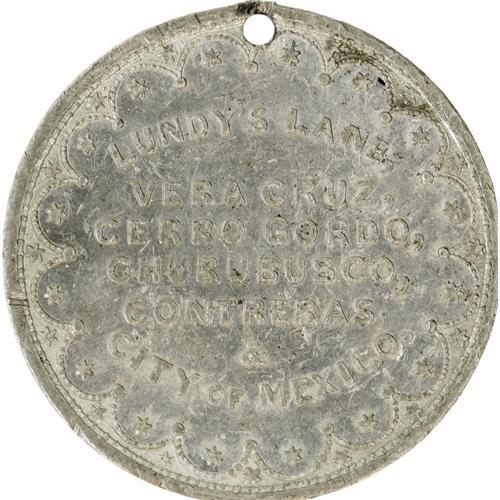 LUNDY'S LANE,
VERA CRUZ,
CERRO GORDO,
CHURUBUSCO,
CONTRERAS,
&
CITY OF MEXICO.